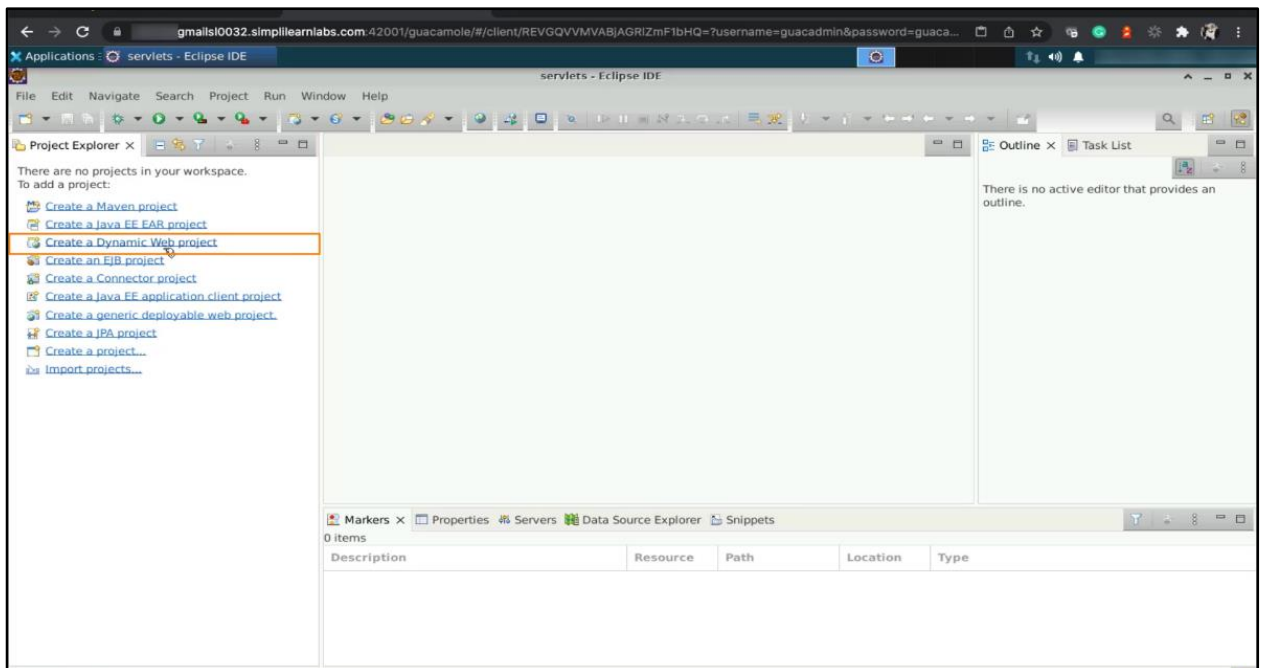 gmailsl0032.simplilearnlabs.com:42001/guacamole/#/client/REVGQVVMVABjAGRlZmF1bHQ=?username=guacadmin&password=guaca...
Applications : servlets - Eclipse IDE
servlets - Eclipse IDE
File Edit Navigate Search Project Run Window Help
Project Explorer
Outline Task List
There are no projects in your workspace.
To add a project:
There is no active editor that provides an
outline.
Create a Maven project
Create a Java EE EAR project
Create a Dynamic Web project
Create an EJB project
Create a Connector project
Create a Java EE application client project
Create a generic deployable web project.
Create a JPA project
Create a project...
Import projects...
Markers Properties Servers Data Source Explorer Snippets
0 items
Description Resource Path Location Type